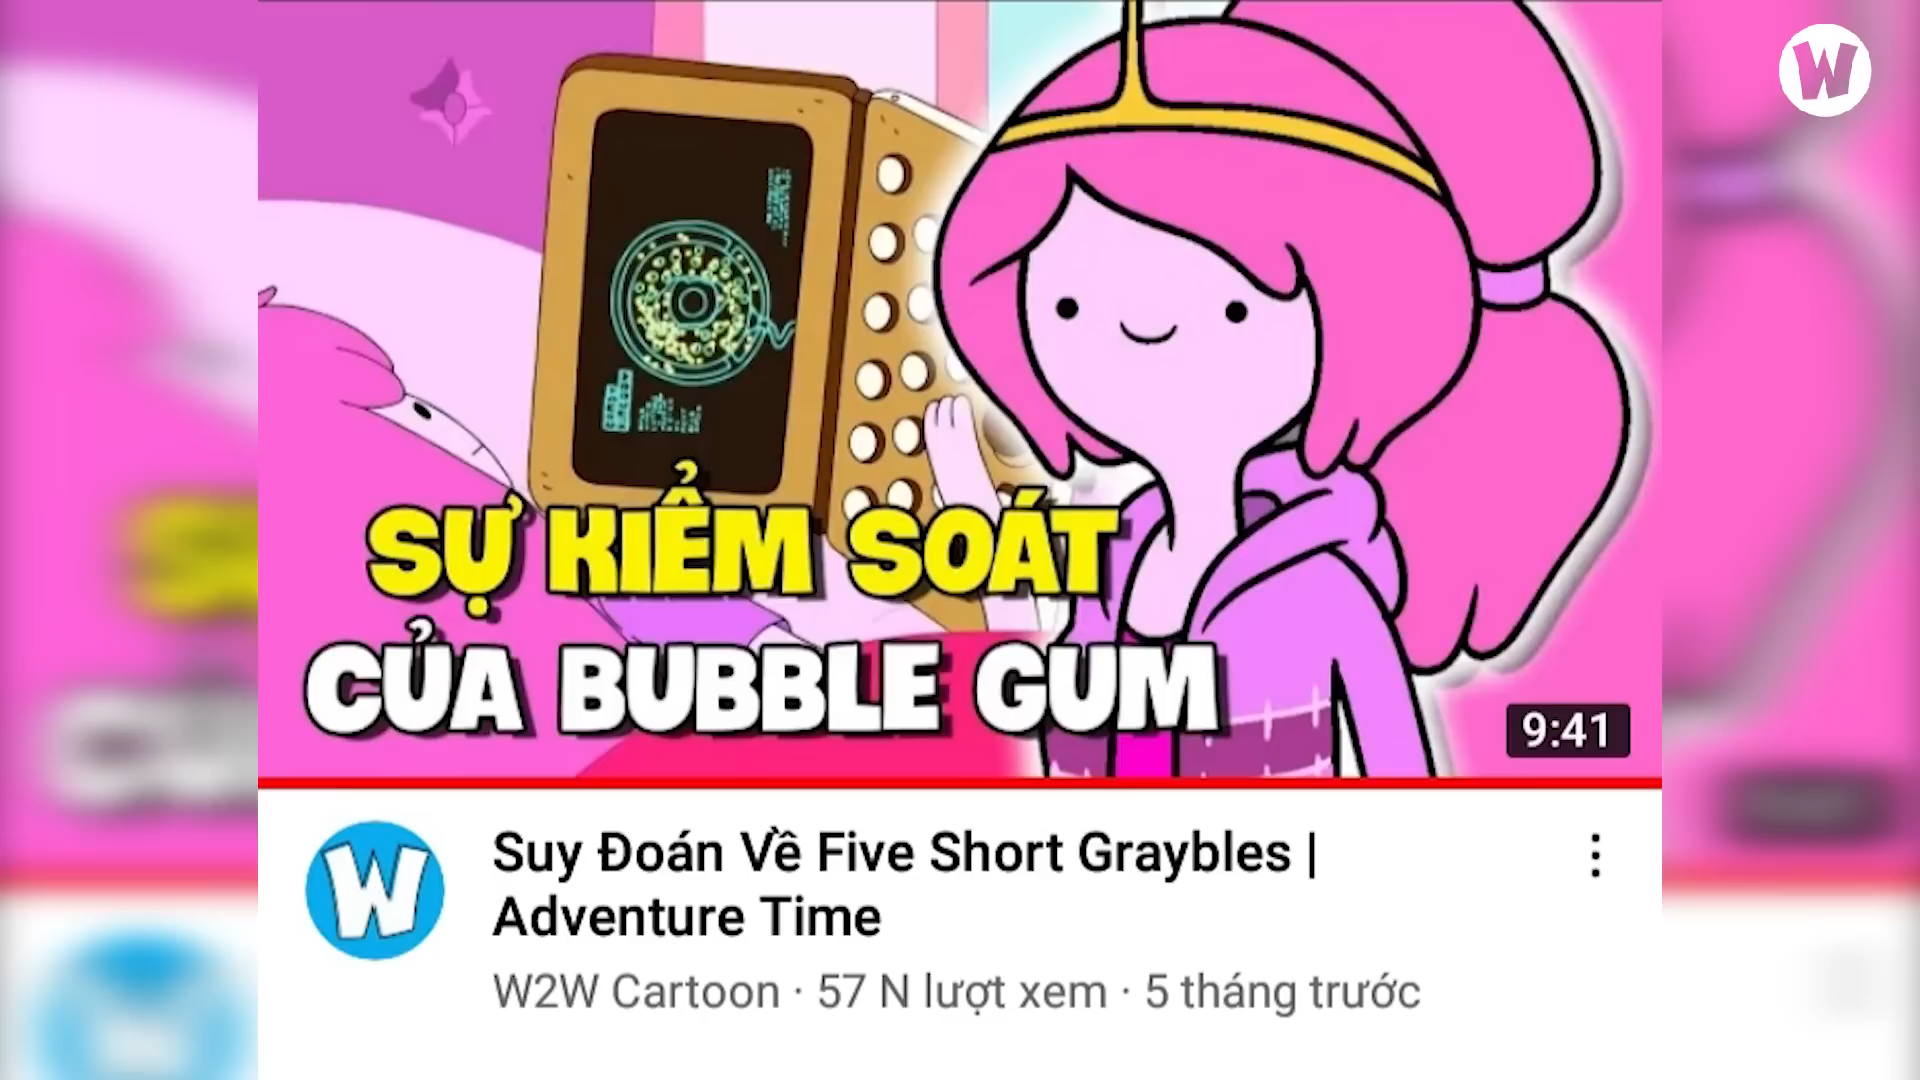 W
SỰ KIỂM SOÁT
CỦA BUBBLE GUM
9:41
W
Suy Đoán Về Five Short Graybles |
Adventure Time
W2W Cartoon · 57 N lượt xem · 5 tháng trước